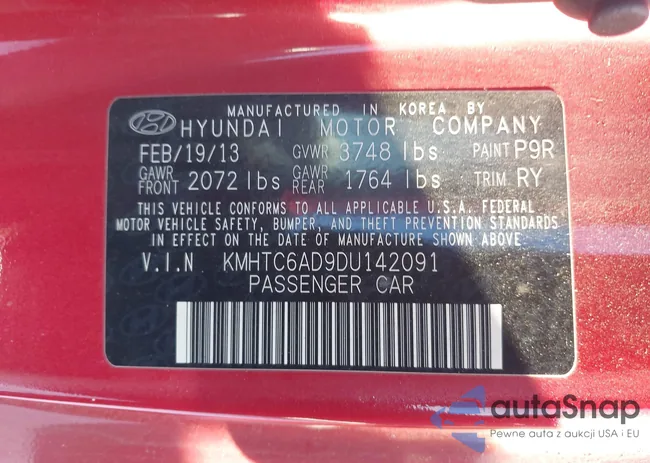 MANUFACTURED IN KOREA BY
HYUNDAI MOTOR COMPANY
FEB/19/13 GVWR 3748 lbs PAINT P9R
GAWR FRONT 2072 lbs GAWR REAR 1764 lbs TRIM RY
THIS VEHICLE CONFORMS TO ALL APPLICABLE U.S.A. FEDERAL
MOTOR VEHICLE SAFETY, BUMPER, AND THEFT PREVENTION STANDARDS
IN EFFECT ON THE DATE OF MANUFACTURE SHOWN ABOVE
V.I.N KMHTC6AD9DU142091
PASSENGER CAR
autoSnap
Pewne auta z aukcji USA i EU